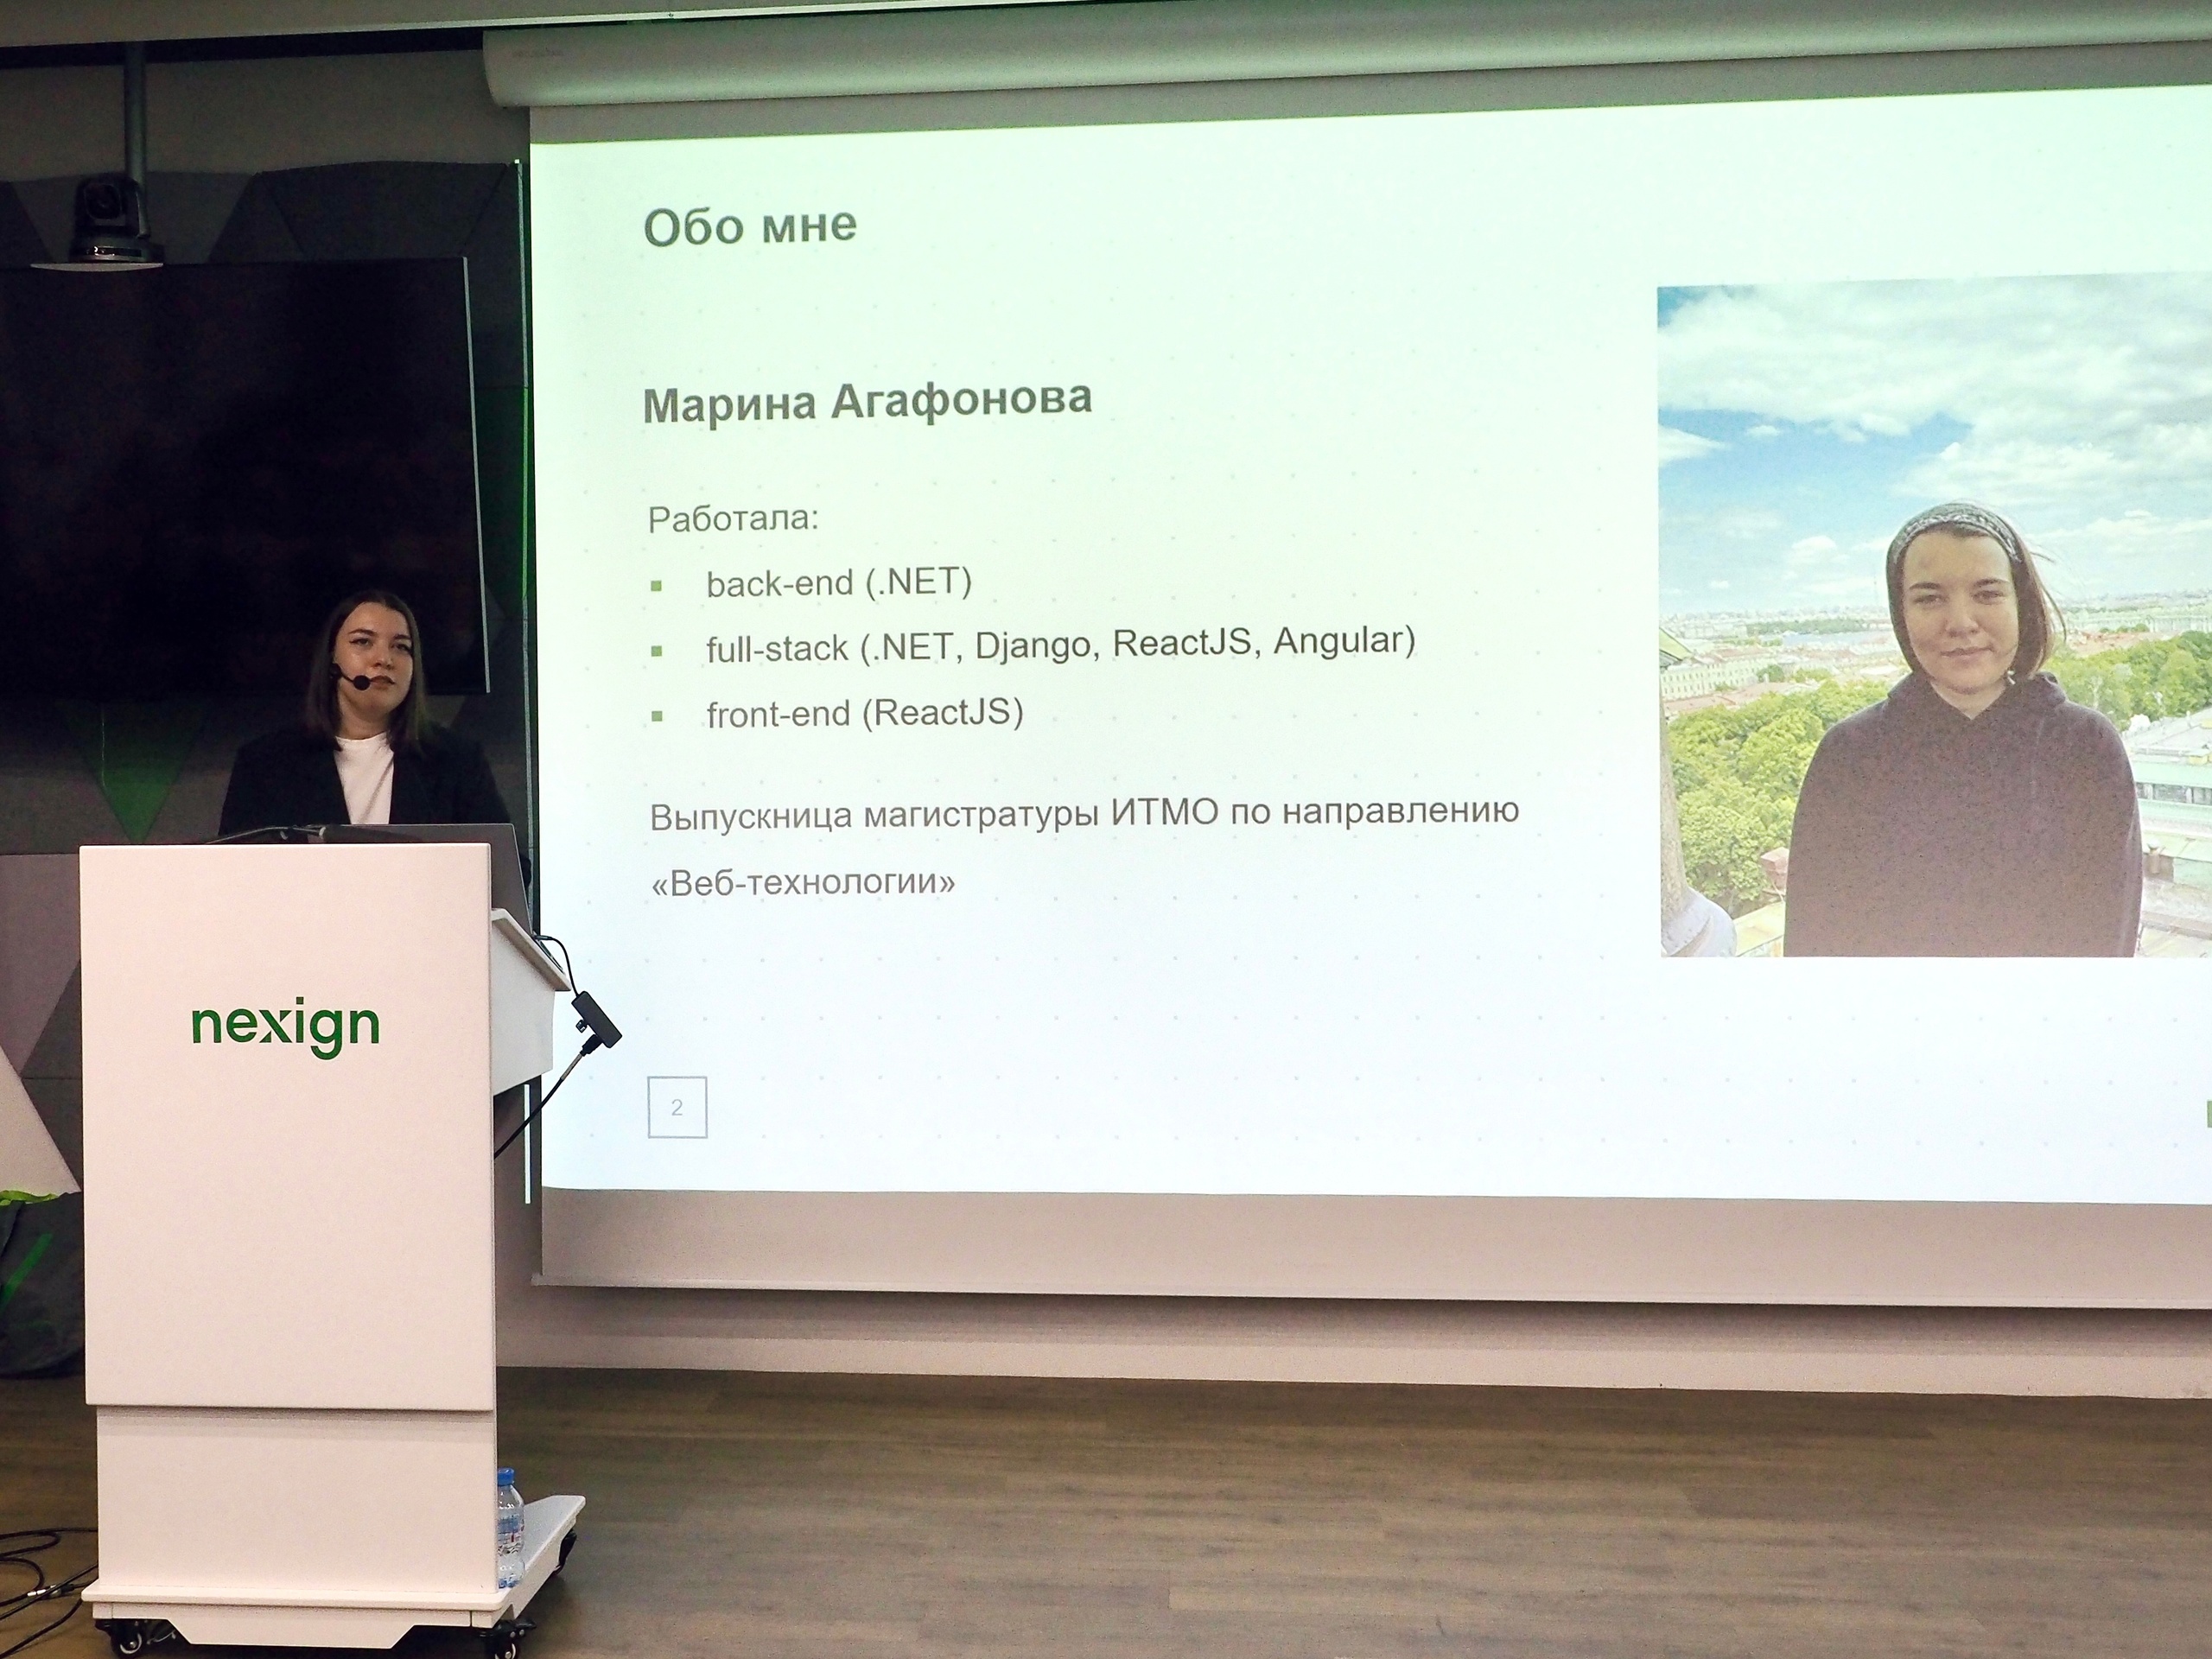 Обо мне
Марина Агафонова
Работала:
back-end (.NET)
full-stack (.NET, Django, ReactJS, Angular)
front-end (ReactJS)
Выпускница магистратуры ИТМО по направлению
«Веб-технологии»
2
nexign